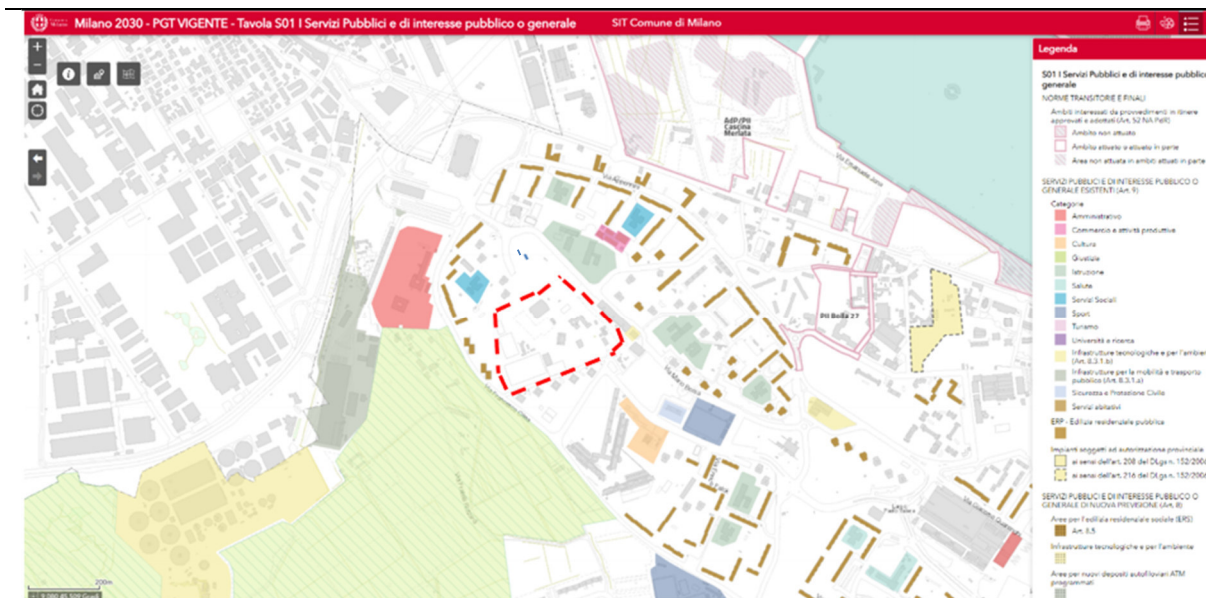 Milano 2030 - PGT VIGENTE - Tavola S01 I Servizi Pubblici e di interesse pubblico o generale
SIT Comune di Milano
Legenda
S01 I Servizi Pubblici e di interesse pubblico
generale
NORME TRANSITORIE E FINALI
Ambiti interessati da provvedimenti in itinere
approvati e adottati (Art. 52 NA PdR)
Ambito non attuato
Ambito attuato o attuato in parte
Area non attuata in ambiti attuati in parte
SERVIZI PUBBLICI E DI INTERESSE PUBBLICO O
GENERALE ESISTENTI (Art. 9)
Categorie
Amministrativo
Commercio e attività produttive
Cultura
Giustizia
Istruzione
Salute
Servizi Sociali
Sport
Turismo
Università e ricerca
Infrastrutture tecnologiche e per l'ambien
(Art. 8.3.1.b)
Infrastrutture per la mobilità e trasporto
pubblico (Art. 8.3.1.a)
Sicurezza e Protezione Civile
Servizi abitativi
ERP - Edilizia residenziale pubblica
Impianti soggetti ad autorizzazione provinciale
ai sensi dell'art. 208 del DLgs n. 152/2006
ai sensi dell'art. 216 del DLgs n. 152/2006
SERVIZI PUBBLICI E DI INTERESSE PUBBLICO O
GENERALE DI NUOVA PREVISIONE (Art. 8)
Aree per l'edilizia residenziale sociale (ERS)
Art. 8.5
Infrastrutture tecnologiche e per l'ambiente
Aree per nuovi depositi autofiloviari ATM
programmati
AdP/PII
Cascina
Merlata
PII Bolla 27
200m